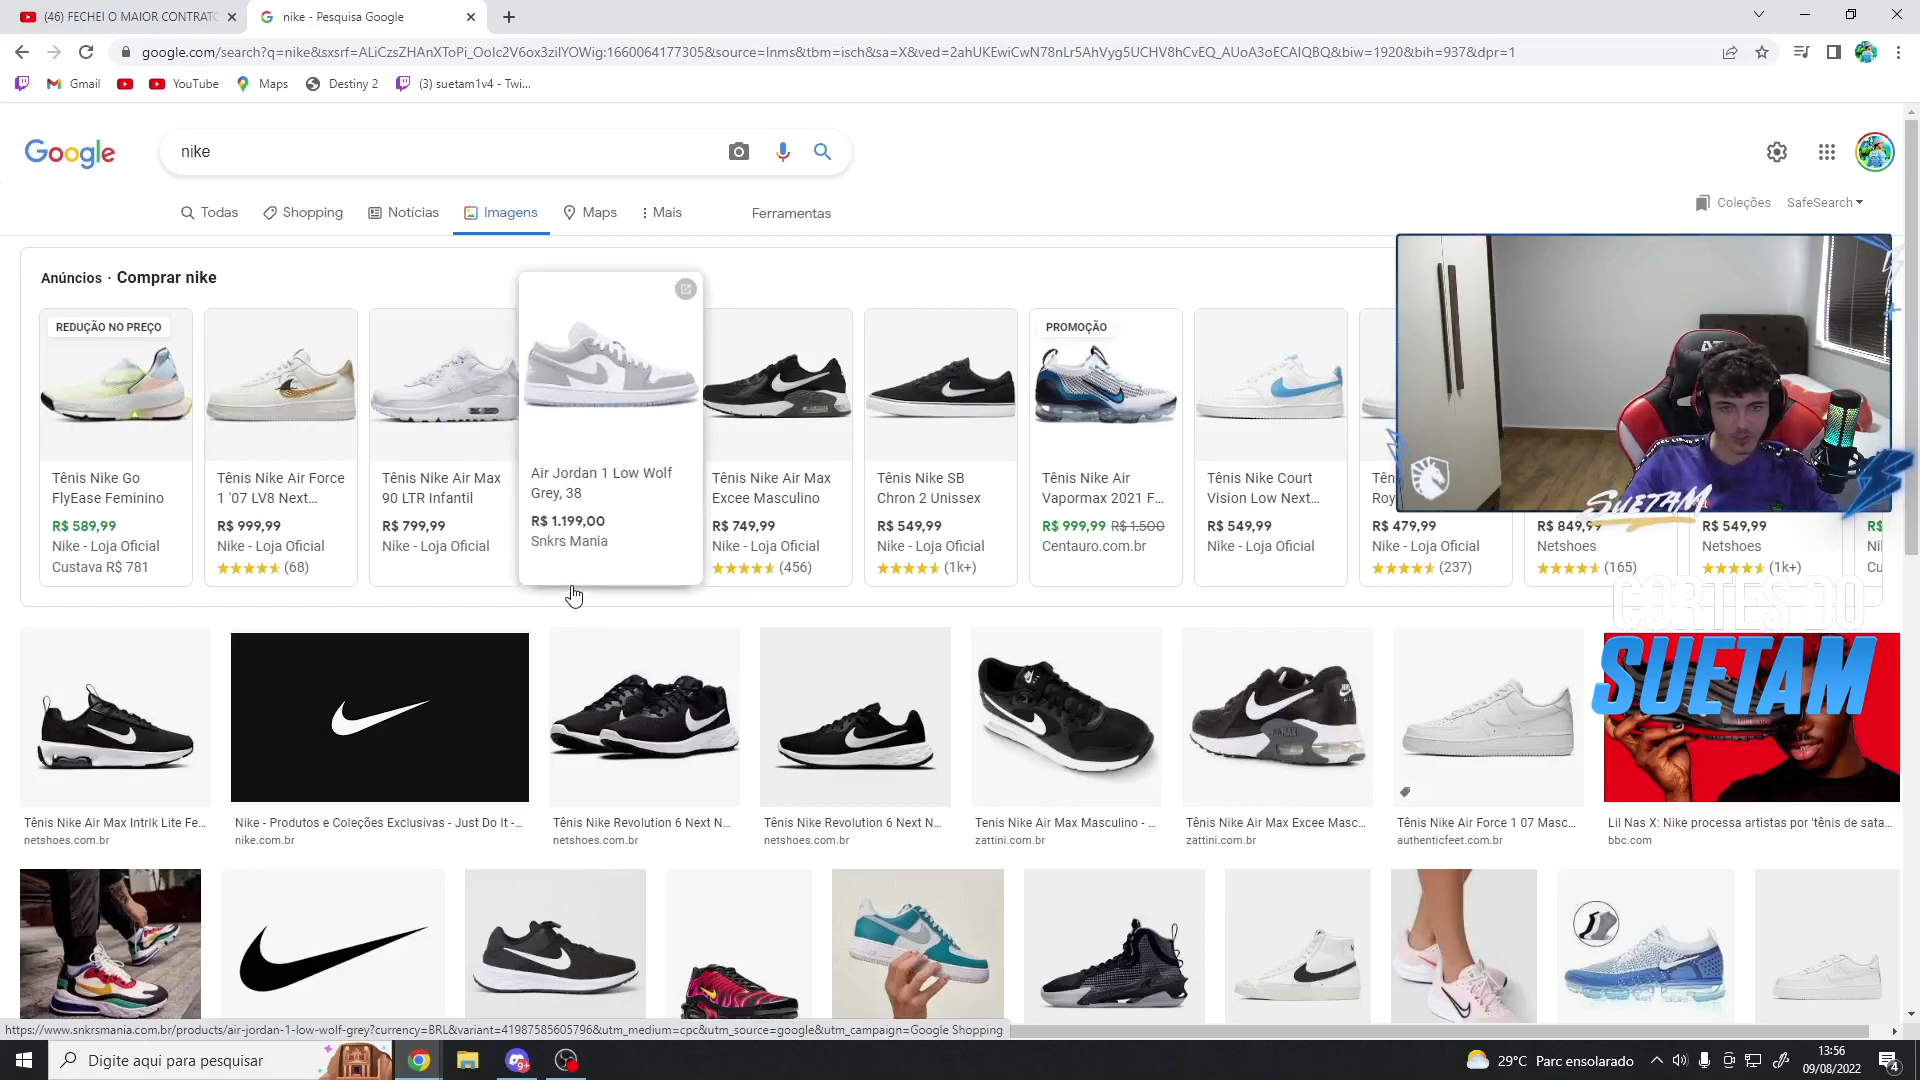 (46) FECHEI O MAIOR CONTRATO
nike - Pesquisa Google
google.com/search?q=nike&sxsrf=ALiCzsZHAnXToPi_OoIc2V6ox3zilYOWig:1660064177305&source=lnms&tbm=isch&sa=X&ved=2ahUKEwiCwN78nLr5AhVyg5UCHV8hCvEQ_AUoA3oECAIQBQ&biw=1920&bih=937&dpr=1
Gmail
YouTube
Maps
Destiny 2
(3) suetam1v4 - Twi...
Google
nike
Todas
Shopping
Notícias
Imagens
Maps
Mais
Ferramentas
Coleções
SafeSearch
Anúncios · Comprar nike
REDUÇÃO NO PREÇO
Tênis Nike Go
FlyEase Feminino
R$ 589,99
Nike - Loja Oficial
Custava R$ 781
Tênis Nike Air Force
1 '07 LV8 Next...
R$ 999,99
Nike - Loja Oficial
(68)
Tênis Nike Air Max
90 LTR Infantil
R$ 799,99
Nike - Loja Oficial
Air Jordan 1 Low Wolf
Grey, 38
R$ 1.199,00
Snkrs Mania
Tênis Nike Air Max
Excee Masculino
R$ 749,99
Nike - Loja Oficial
(456)
Tênis Nike SB
Chron 2 Unissex
R$ 549,99
Nike - Loja Oficial
(1k+)
PROMOÇÃO
Tênis Nike Air
Vapormax 2021 F...
R$ 999,99 R$ 1.500
Centauro.com.br
Tênis Nike Court
Vision Low Next...
R$ 549,99
Nike - Loja Oficial
Tên
Roy
R$ 479,99
Nike - Loja Oficial
(237)
R$ 849,99
Netshoes
(165)
R$ 549,99
Netshoes
(1k+)
R$
Nil
Cu
SUETAM
CORTES DO
SUETAM
Tênis Nike Air Max Intrlk Lite Fe...
netshoes.com.br
Nike - Produtos e Coleções Exclusivas - Just Do It -...
nike.com.br
Tênis Nike Revolution 6 Next N...
netshoes.com.br
Tênis Nike Revolution 6 Next N...
netshoes.com.br
Tenis Nike Air Max Masculino - ...
zattini.com.br
Tênis Nike Air Max Excee Masc...
zattini.com.br
Tênis Nike Air Force 1 07 Masc...
authenticfeet.com.br
Lil Nas X: Nike processa artistas por 'tênis de sata...
bbc.com
https://www.snkrsmania.com.br/products/air-jordan-1-low-wolf-grey?currency=BRL&variant=41987585605796&utm_medium=cpc&utm_source=google&utm_campaign=Google Shopping
Digite aqui para pesquisar
9+
29°C Parc ensolarado
13:56
09/08/2022
4